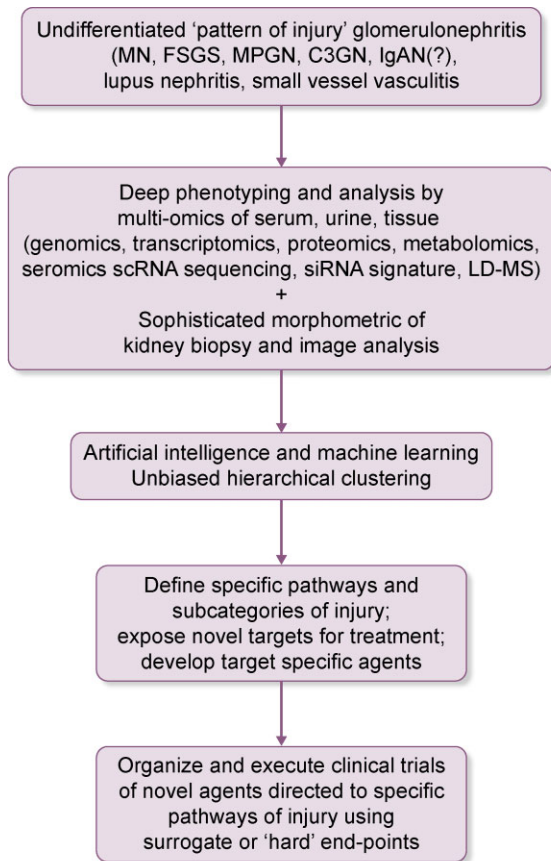 Undifferentiated ‘pattern of injury’ glomerulonephritis
(MN, FSGS, MPGN, C3GN, IgAN(?),
lupus nephritis, small vessel vasculitis
Deep phenotyping and analysis by
multi-omics of serum, urine, tissue
(genomics, transcriptomics, proteomics, metabolomics,
seromics scRNA sequencing, siRNA signature, LD-MS)
+
Sophisticated morphometric of
kidney biopsy and image analysis
Artificial intelligence and machine learning
Unbiased hierarchical clustering
Define specific pathways and
subcategories of injury;
expose novel targets for treatment;
develop target specific agents
Organize and execute clinical trials
of novel agents directed to specific
pathways of injury using
surrogate or ‘hard’ end-points